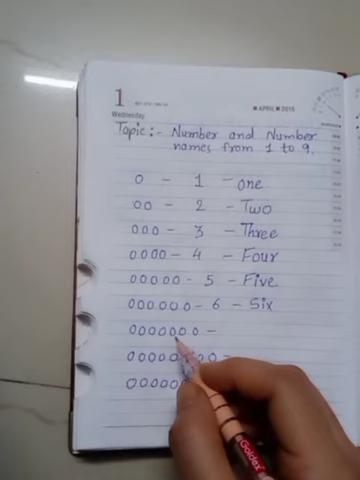 1
Wednesday
APRIL 2015
Topic:- Number and Number
names from 1 to 9.
0 - 1 - one
00 - 2 - Two
000 - 3 - Three
0000 - 4 - Four
00000 - 5 - Five
000000 - 6 - Six
0000000 -
Goldex